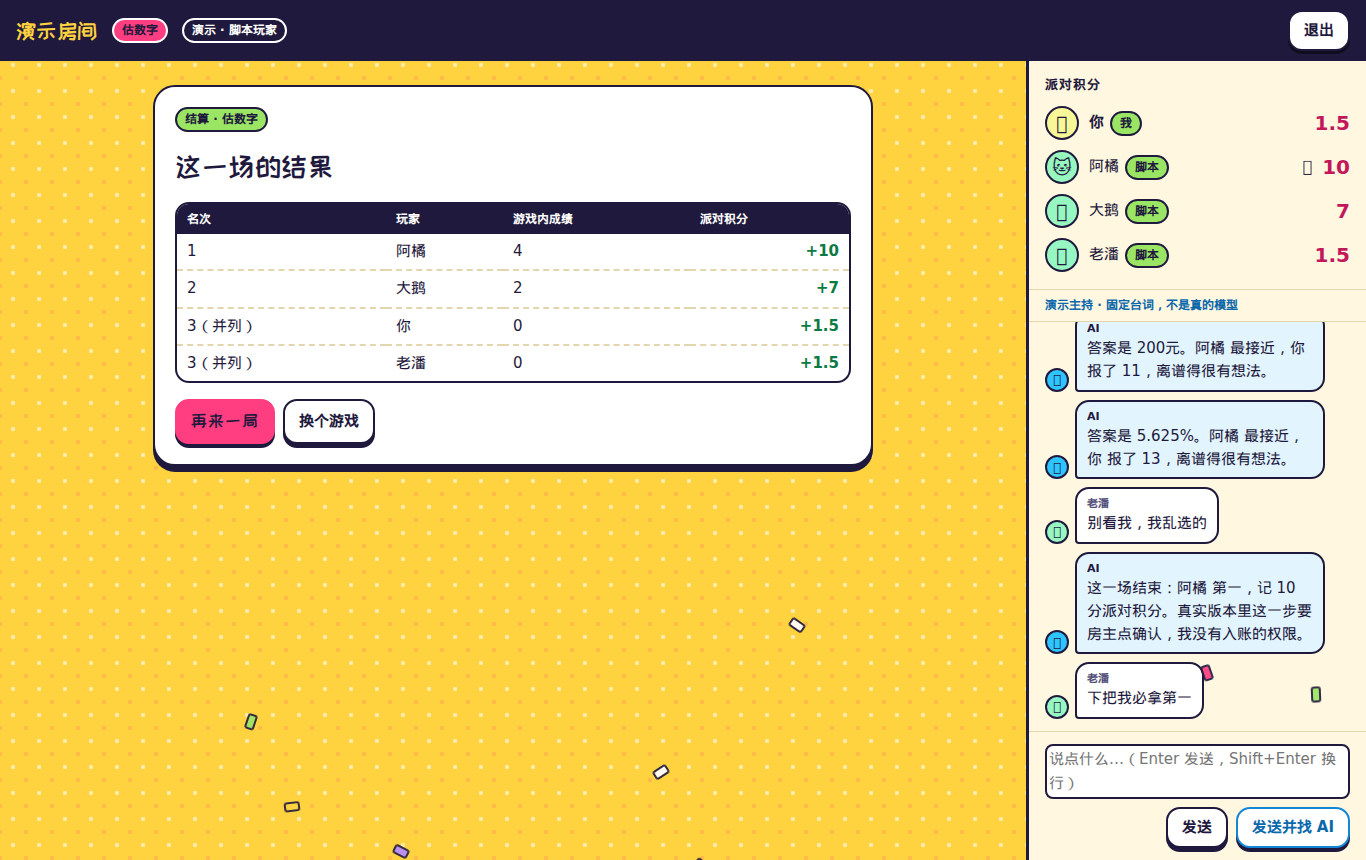 演示房间
估数字
演示 · 脚本玩家
退出
结算 · 估数字
这一场的结果
名次 玩家 游戏内成绩 派对积分
1 阿橘 4 +10
2 大鹅 2 +7
3（并列） 你 0 +1.5
3（并列） 老潘 0 +1.5
再来一局
换个游戏
派对积分
你 我 1.5
阿橘 脚本 10
大鹅 脚本 7
老潘 脚本 1.5
演示主持 · 固定台词，不是真的模型
AI
答案是 200元。阿橘 最接近，你
报了 11，离谱得很有想法。
AI
答案是 5.625%。阿橘 最接近，
你 报了 13，离谱得很有想法。
老潘
别看我，我乱选的
AI
这一场结束：阿橘 第一，记 10
分派对积分。真实版本里这一步要
房主点确认，我没有入账的权限。
老潘
下把我必拿第一
说点什么…（Enter 发送，Shift+Enter 换
行）
发送
发送并找 AI